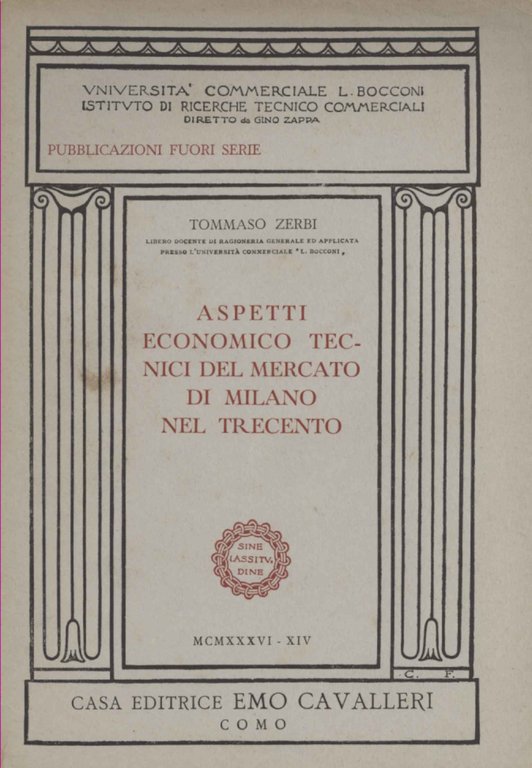 VNIVERSITA' COMMERCIALE L. BOCCONI
ISTITVTO DI RICERCHE TECNICO COMMERCIALI
DIRETTO da GINO ZAPPA
PUBBLICAZIONI FUORI SERIE
TOMMASO ZERBI
LIBERO DOCENTE DI RAGIONERIA GENERALE ED APPLICATA
PRESSO L'UNIVERSITÀ COMMERCIALE "L. BOCCONI"
ASPETTI
ECONOMICO TEC-
NICI DEL MERCATO
DI MILANO
NEL TRECENTO
SINE
LASSITV
DINE
MCMXXXVI - XIV
C. F.
CASA EDITRICE EMO CAVALLERI
COMO